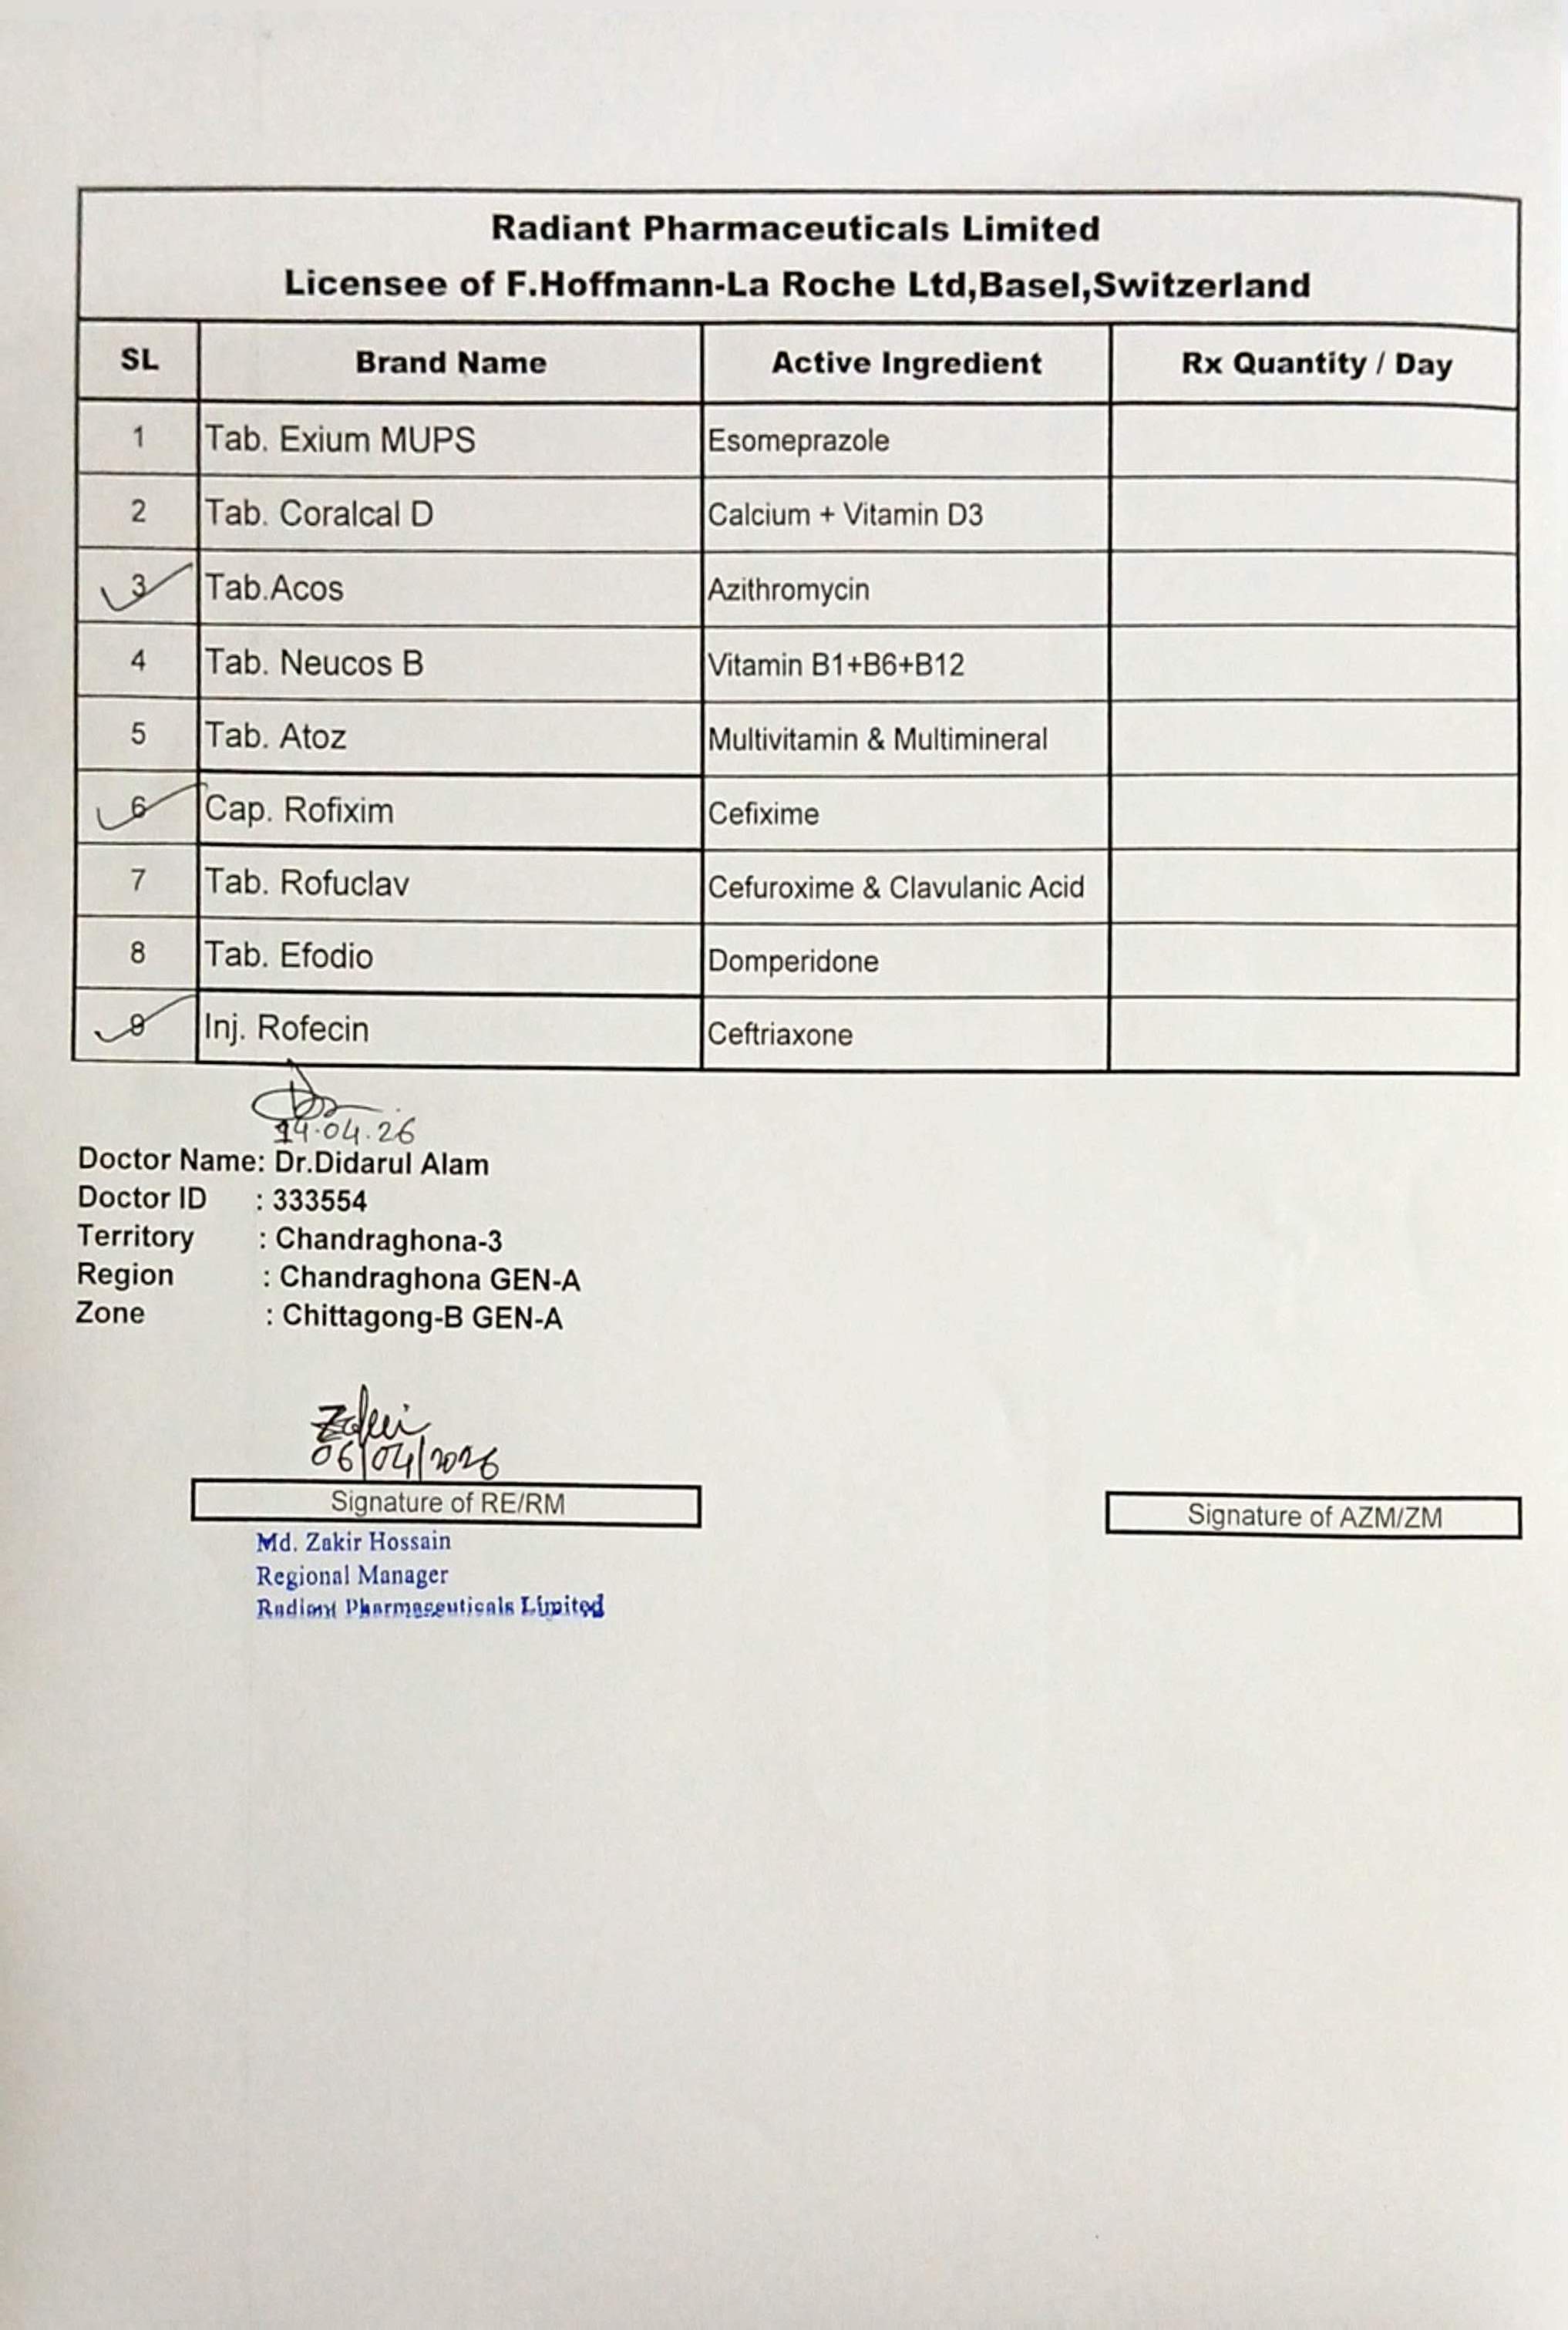 Radiant Pharmaceuticals Limited
Licensee of F.Hoffmann-La Roche Ltd,Basel,Switzerland
SL Brand Name Active Ingredient Rx Quantity / Day
1 Tab. Exium MUPS Esomeprazole
2 Tab. Coralcal D Calcium + Vitamin D3
3 Tab.Acos Azithromycin
4 Tab. Neucos B Vitamin B1+B6+B12
5 Tab. Atoz Multivitamin & Multimineral
6 Cap. Rofixim Cefixime
7 Tab. Rofuclav Cefuroxime & Clavulanic Acid
8 Tab. Efodio Domperidone
9 Inj. Rofecin Ceftriaxone
14.04.26
Doctor Name: Dr.Didarul Alam
Doctor ID : 333554
Territory : Chandraghona-3
Region : Chandraghona GEN-A
Zone : Chittagong-B GEN-A
06/04/2026
Signature of RE/RM
Signature of AZM/ZM
Md. Zakir Hossain
Regional Manager
Radiant Pharmaceuticals Limited